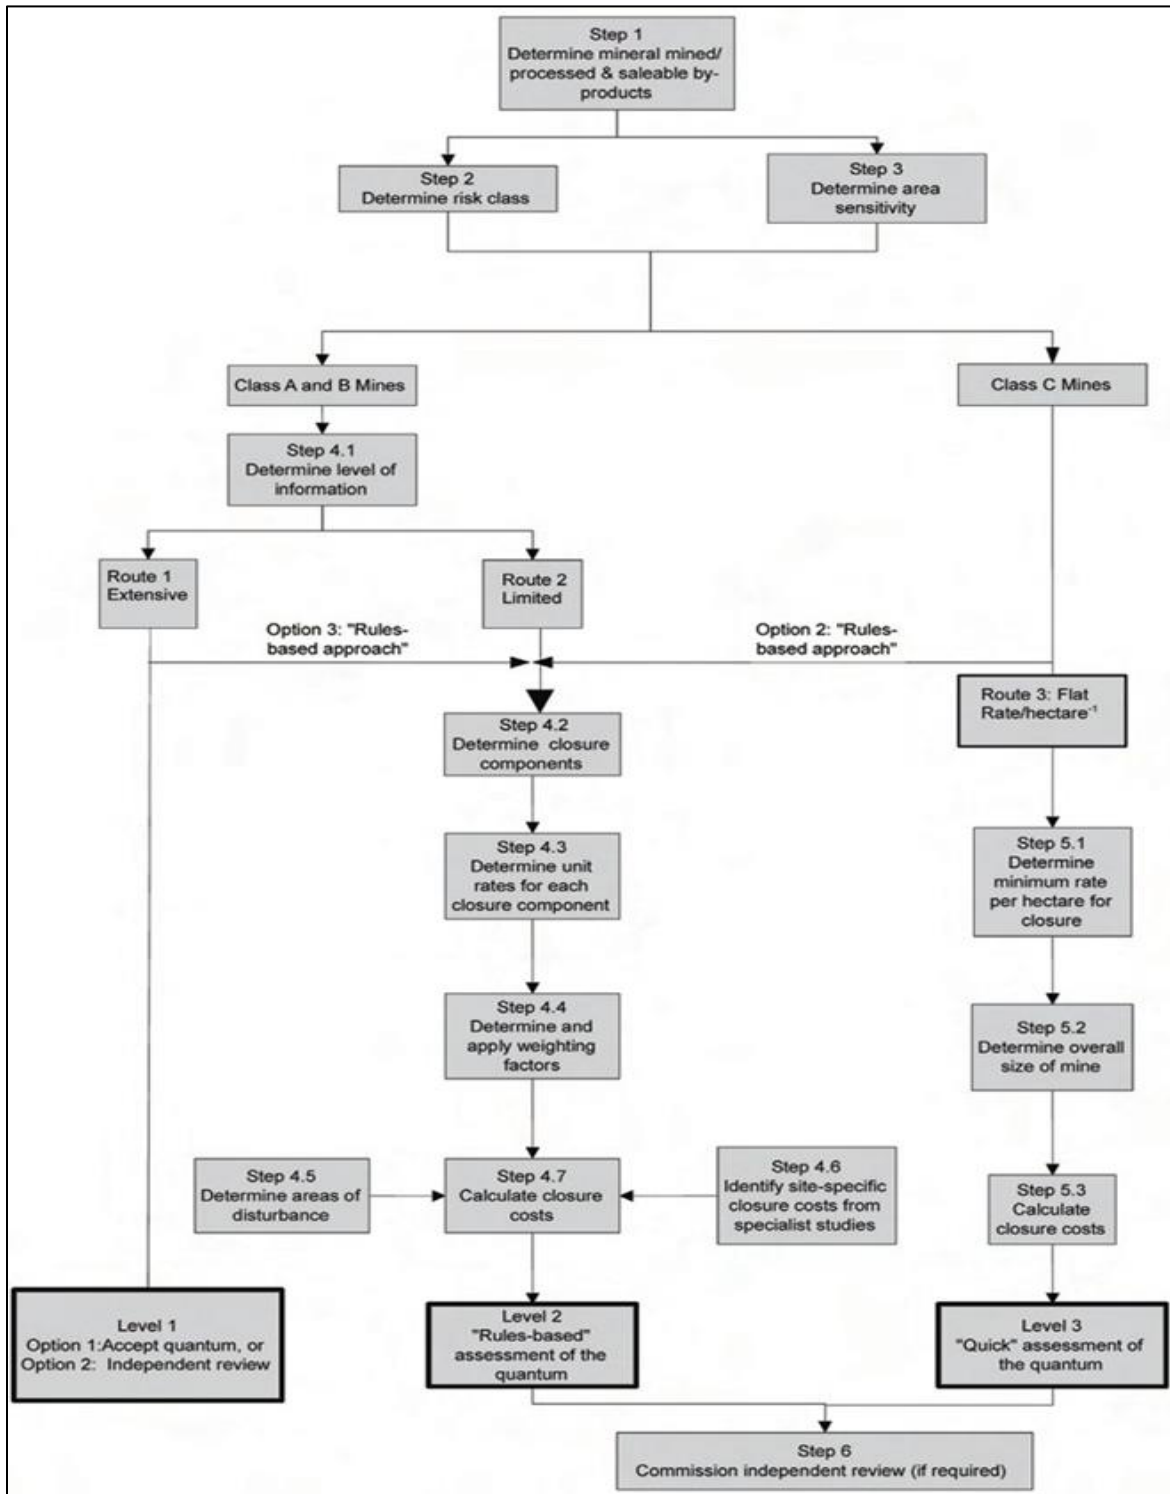 Step 1
Determine mineral mined/
processed & saleable by-
products
Step 2
Determine risk class
Step 3
Determine area
sensitivity
Class A and B Mines
Class C Mines
Step 4.1
Determine level of
information
Route 1
Extensive
Route 2
Limited
Option 3: "Rules-
based approach"
Option 2: "Rules-
based approach"
Route 3: Flat
Rate/hectare⁻¹
Step 4.2
Determine closure
components
Step 4.3
Determine unit
rates for each
closure component
Step 5.1
Determine
minimum rate
per hectare for
closure
Step 4.4
Determine and
apply weighting
factors
Step 5.2
Determine overall
size of mine
Step 4.5
Determine areas of
disturbance
Step 4.7
Calculate closure
costs
Step 4.6
Identify site-specific
closure costs from
specialist studies
Step 5.3
Calculate
closure costs
Level 1
Option 1:Accept quantum, or
Option 2: Independent review
Level 2
"Rules-based"
assessment of the
quantum
Level 3
"Quick" assessment of
the quantum
Step 6
Commission independent review (if required)